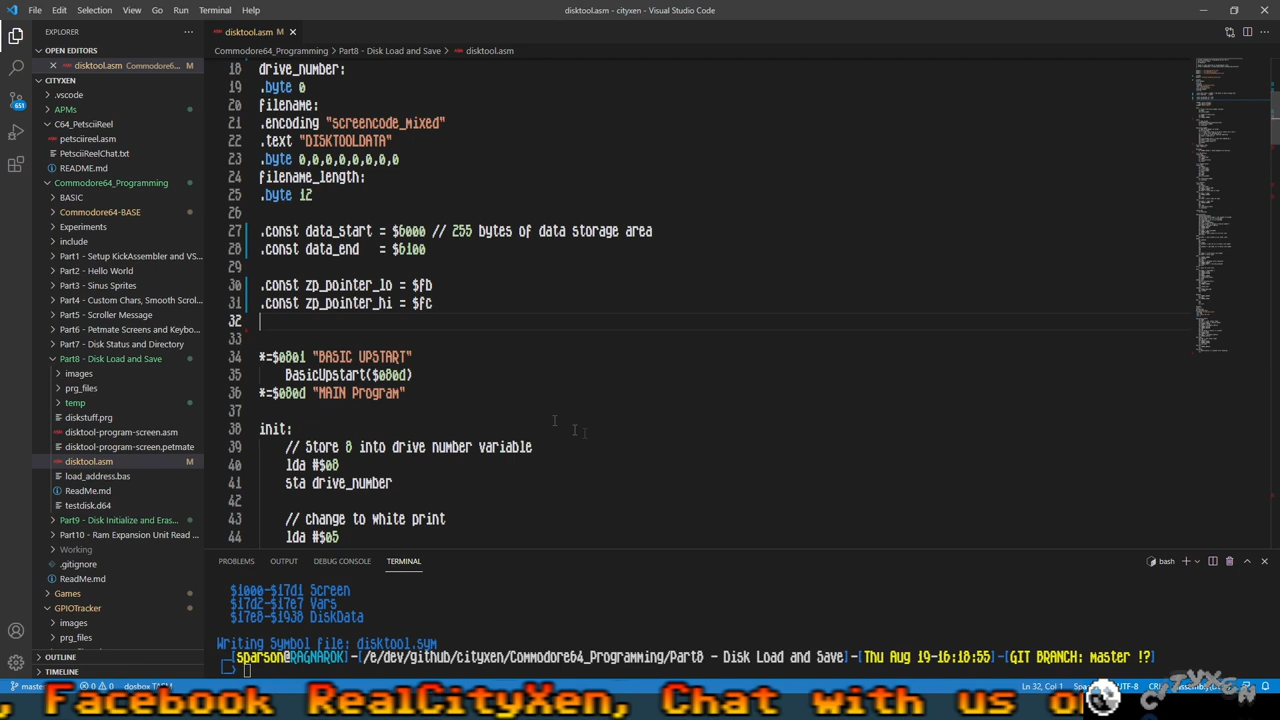 File Edit Selection View Go Run Terminal Help disktool.asm - cityxen - Visual Studio Code
EXPLORER
OPEN EDITORS
disktool.asm Commodore6... M
CITYXEN
.vscode
APMs
C64_PetsciiReel
petsciireel.asm
PetsciiReelChat.txt
README.md
Commodore64_Programming
BASIC
Commodore64-BASE
Experiments
include
Part1 - Setup KickAssembler and VS...
Part2 - Hello World
Part3 - Sinus Sprites
Part4 - Custom Chars, Smooth Scrol...
Part5 - Scroller Message
Part6 - Petmate Screens and Keybo...
Part7 - Disk Status and Directory
Part8 - Disk Load and Save
images
prg_files
temp
diskstuff.prg
disktool-program-screen.asm
disktool-program-screen.petmate
disktool.asm M
load_address.bas
ReadMe.md
testdisk.d64
Part9 - Disk Initialize and Eras...
Part10 - Ram Expansion Unit Read ...
Working
.gitignore
ReadMe.md
Games
GPIOTracker
images
prg_files
OUTLINE
TIMELINE
651
disktool.asm M
Commodore64_Programming > Part8 - Disk Load and Save > disktool.asm
18 drive_number:
19 .byte 0
20 filename:
21 .encoding "screencode_mixed"
22 .text "DISKTOOLDATA"
23 .byte 0,0,0,0,0,0,0,0
24 filename_length:
25 .byte 12
26
27 .const data_start = $6000 // 255 bytes of data storage area
28 .const data_end = $6100
29
30 .const zp_pointer_lo = $fb
31 .const zp_pointer_hi = $fc
32
33
34 *=$0801 "BASIC UPSTART"
35 BasicUpstart($080d)
36 *=$080d "MAIN Program"
37
38 init:
39 // Store 8 into drive number variable
40 lda #$08
41 sta drive_number
42
43 // change to white print
44 lda #$05
PROBLEMS OUTPUT DEBUG CONSOLE TERMINAL bash
$1000-$17d1 Screen
$17d2-$17e7 Vars
$17e8-$1938 DiskData
Writing Symbol file: disktool.sym
[sparson@RAGNAROK]-[/e/dev/github/cityxen/Commodore64_Programming/Part8 - Disk Load and Save]-[Thu Aug 19-16:18:55]-[GIT BRANCH: master !?]
master 0 0 dosbox TASM Ln 32, Col 1
, Facebook RealCityXen, Chat with us o